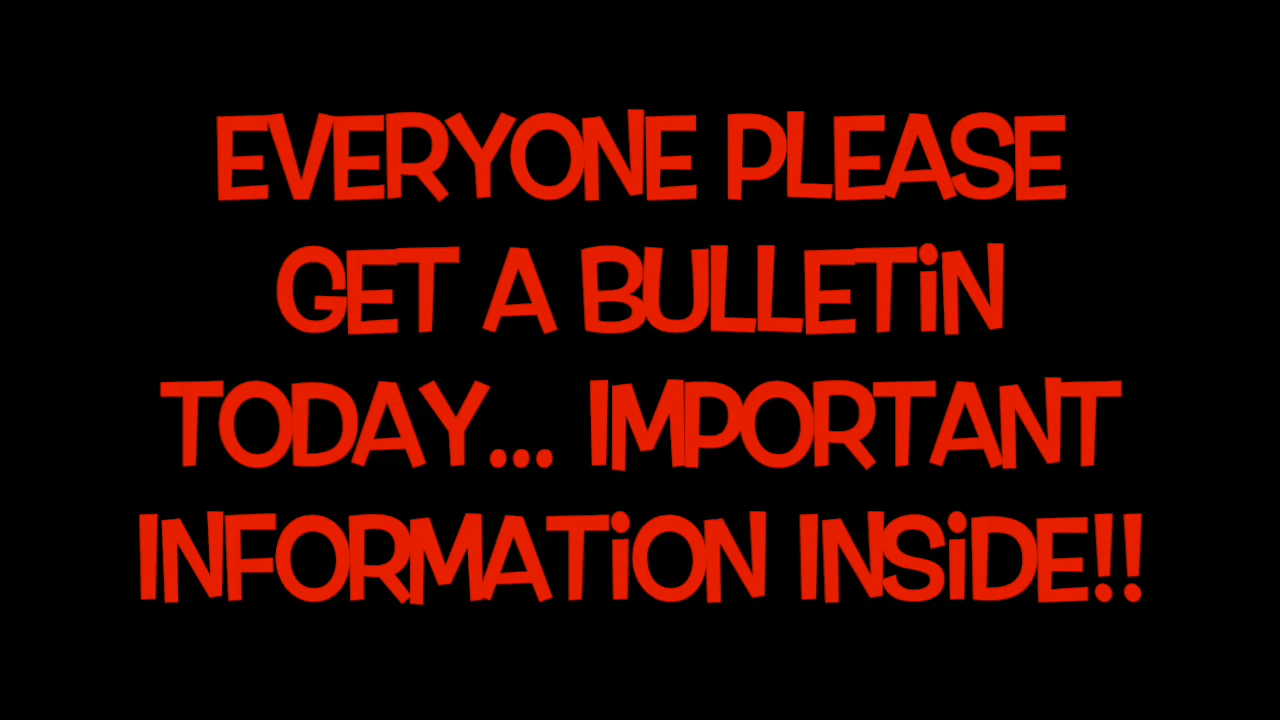 EVERYONE PLEASE
GET A BULLETiN
TODAY... IMPORTANT
INFORMATiON INSiDE!!